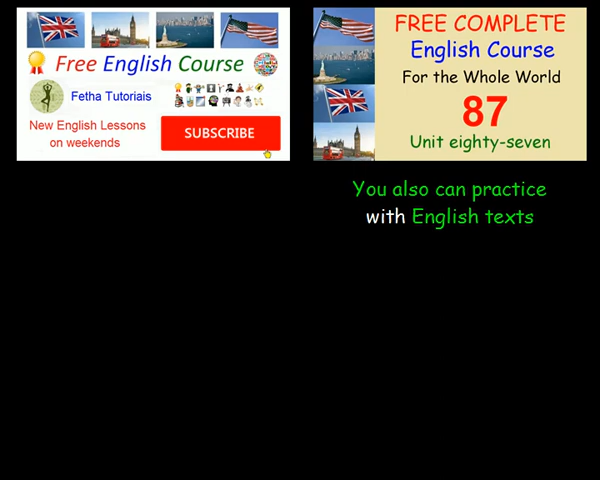 Free English Course
Fetha Tutoriais
New English Lessons
on weekends
SUBSCRIBE
FREE COMPLETE
English Course
For the Whole World
87
Unit eighty-seven
You also can practice
with English texts